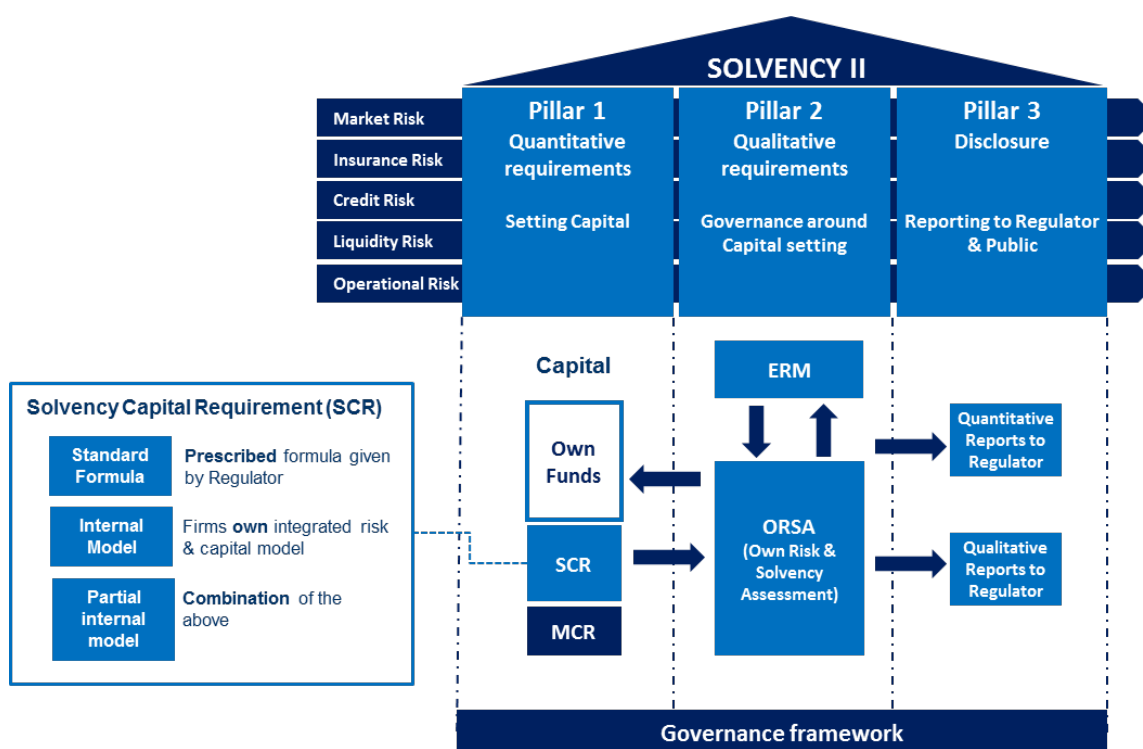 SOLVENCY II
Market Risk
Insurance Risk
Credit Risk
Liquidity Risk
Operational Risk
Pillar 1
Quantitative
requirements
Setting Capital
Pillar 2
Qualitative
requirements
Governance around
Capital setting
Pillar 3
Disclosure
Reporting to Regulator
& Public
Solvency Capital Requirement (SCR)
Standard
Formula
Prescribed formula given
by Regulator
Internal
Model
Firms own integrated risk
& capital model
Partial
internal
model
Combination of the
above
Capital
Own
Funds
SCR
MCR
ERM
ORSA
(Own Risk &
Solvency
Assessment)
Quantitative
Reports to
Regulator
Qualitative
Reports to
Regulator
Governance framework